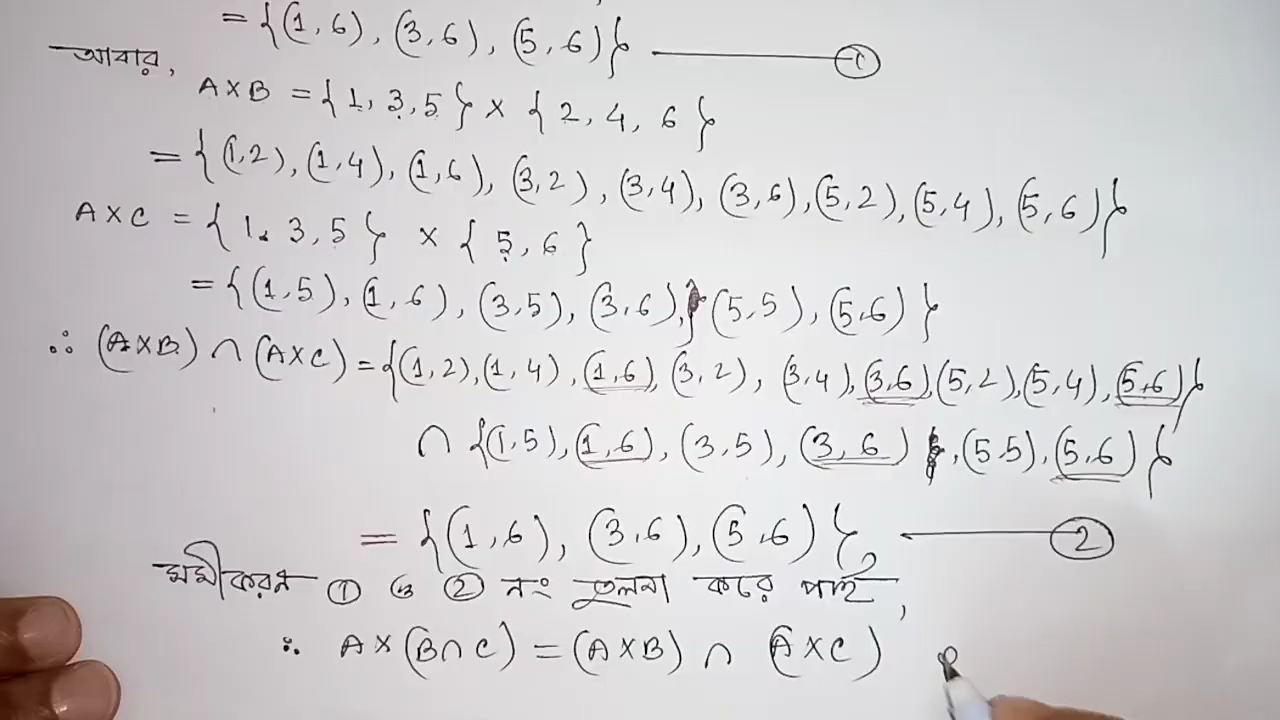 = {(1,6), (3,6), (5,6)} ——— ①
আবার,
A×B = {1, 3, 5} × {2, 4, 6}
= {(1,2), (1,4), (1,6), (3,2), (3,4), (3,6), (5,2), (5,4), (5,6)}
A×C = {1, 3, 5} × {5, 6}
= {(1,5), (1,6), (3,5), (3,6), (5,5), (5,6)}
∴ (A×B) ∩ (A×C) = {(1,2), (1,4), (1,6), (3,2), (3,4), (3,6), (5,2), (5,4), (5,6)}
∩ {(1,5), (1,6), (3,5), (3,6), (5,5), (5,6)}
= {(1,6), (3,6), (5,6)}, ——— ②
সমীকরণ ① ও ② নং তুলনা করে পাই,
∴ A×(B∩C) = (A×B) ∩ (A×C)